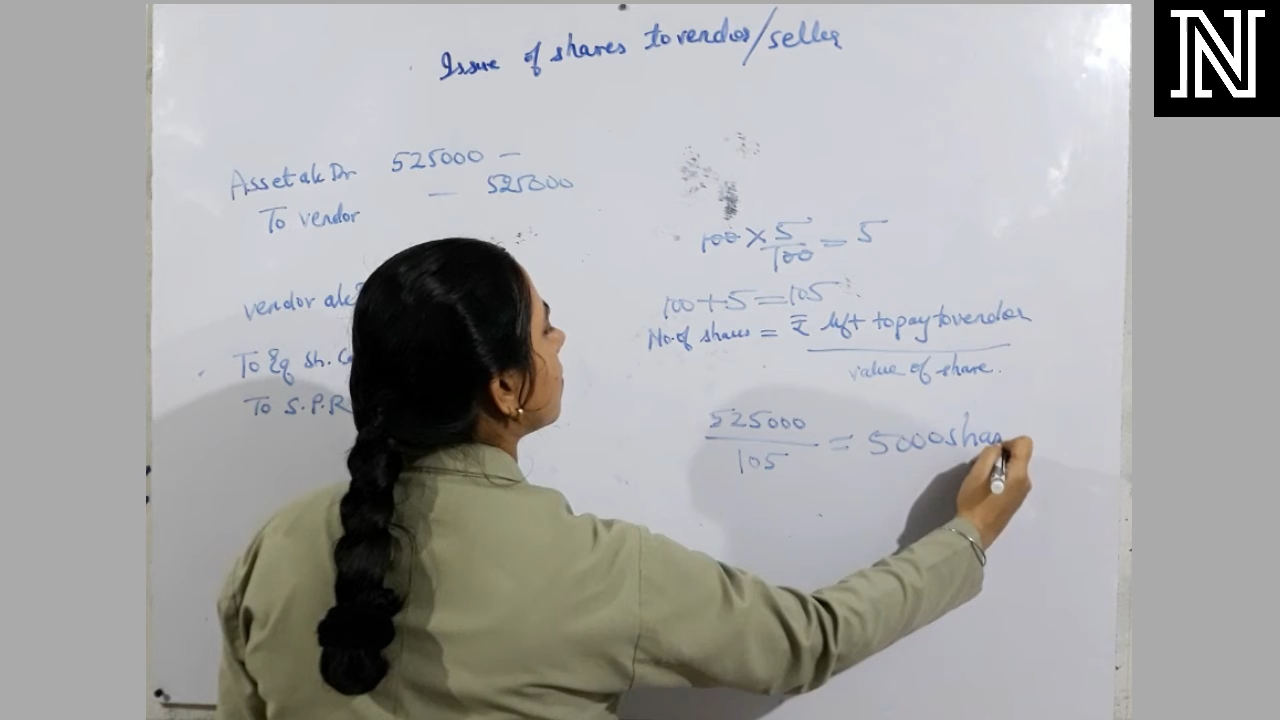 Issue of shares to vendor/seller
Asset a/c Dr 525000 —
To vendor — 525000
vendor a/c
To Eq sh. Ca
To S.P.R
100 × 5/100 = 5
100+5=105
No. of shares = ₹ left to pay to vendor
value of share.
525000/105 = 5000 shar
N